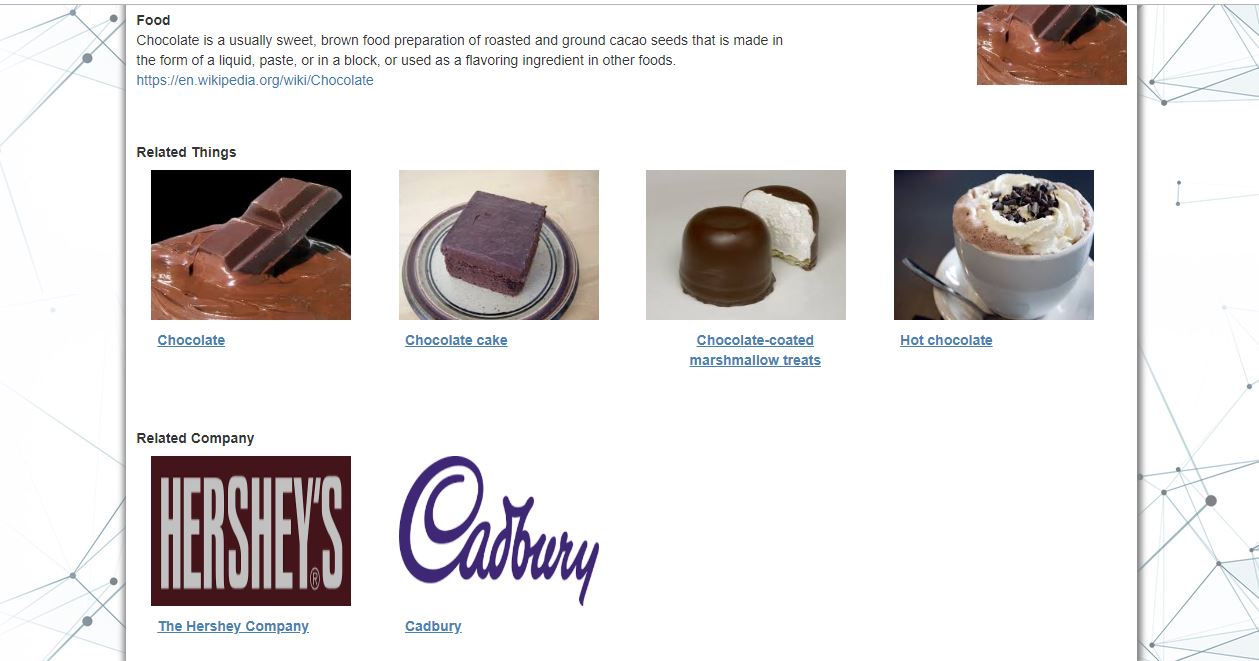 Food
Chocolate is a usually sweet, brown food preparation of roasted and ground cacao seeds that is made in
the form of a liquid, paste, or in a block, or used as a flavoring ingredient in other foods.
https://en.wikipedia.org/wiki/Chocolate
Related Things
Chocolate
Chocolate cake
Chocolate-coated
marshmallow treats
Hot chocolate
Related Company
HERSHEY'S®
Cadbury
The Hershey Company
Cadbury